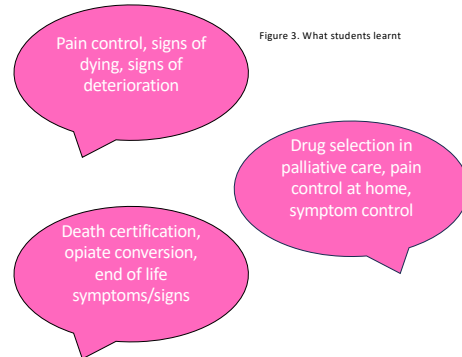 Pain control, signs of
dying, signs of
deterioration
Figure 3. What students learnt
Drug selection in
palliative care, pain
control at home,
symptom control
Death certification,
opiate conversion,
end of life
symptoms/signs